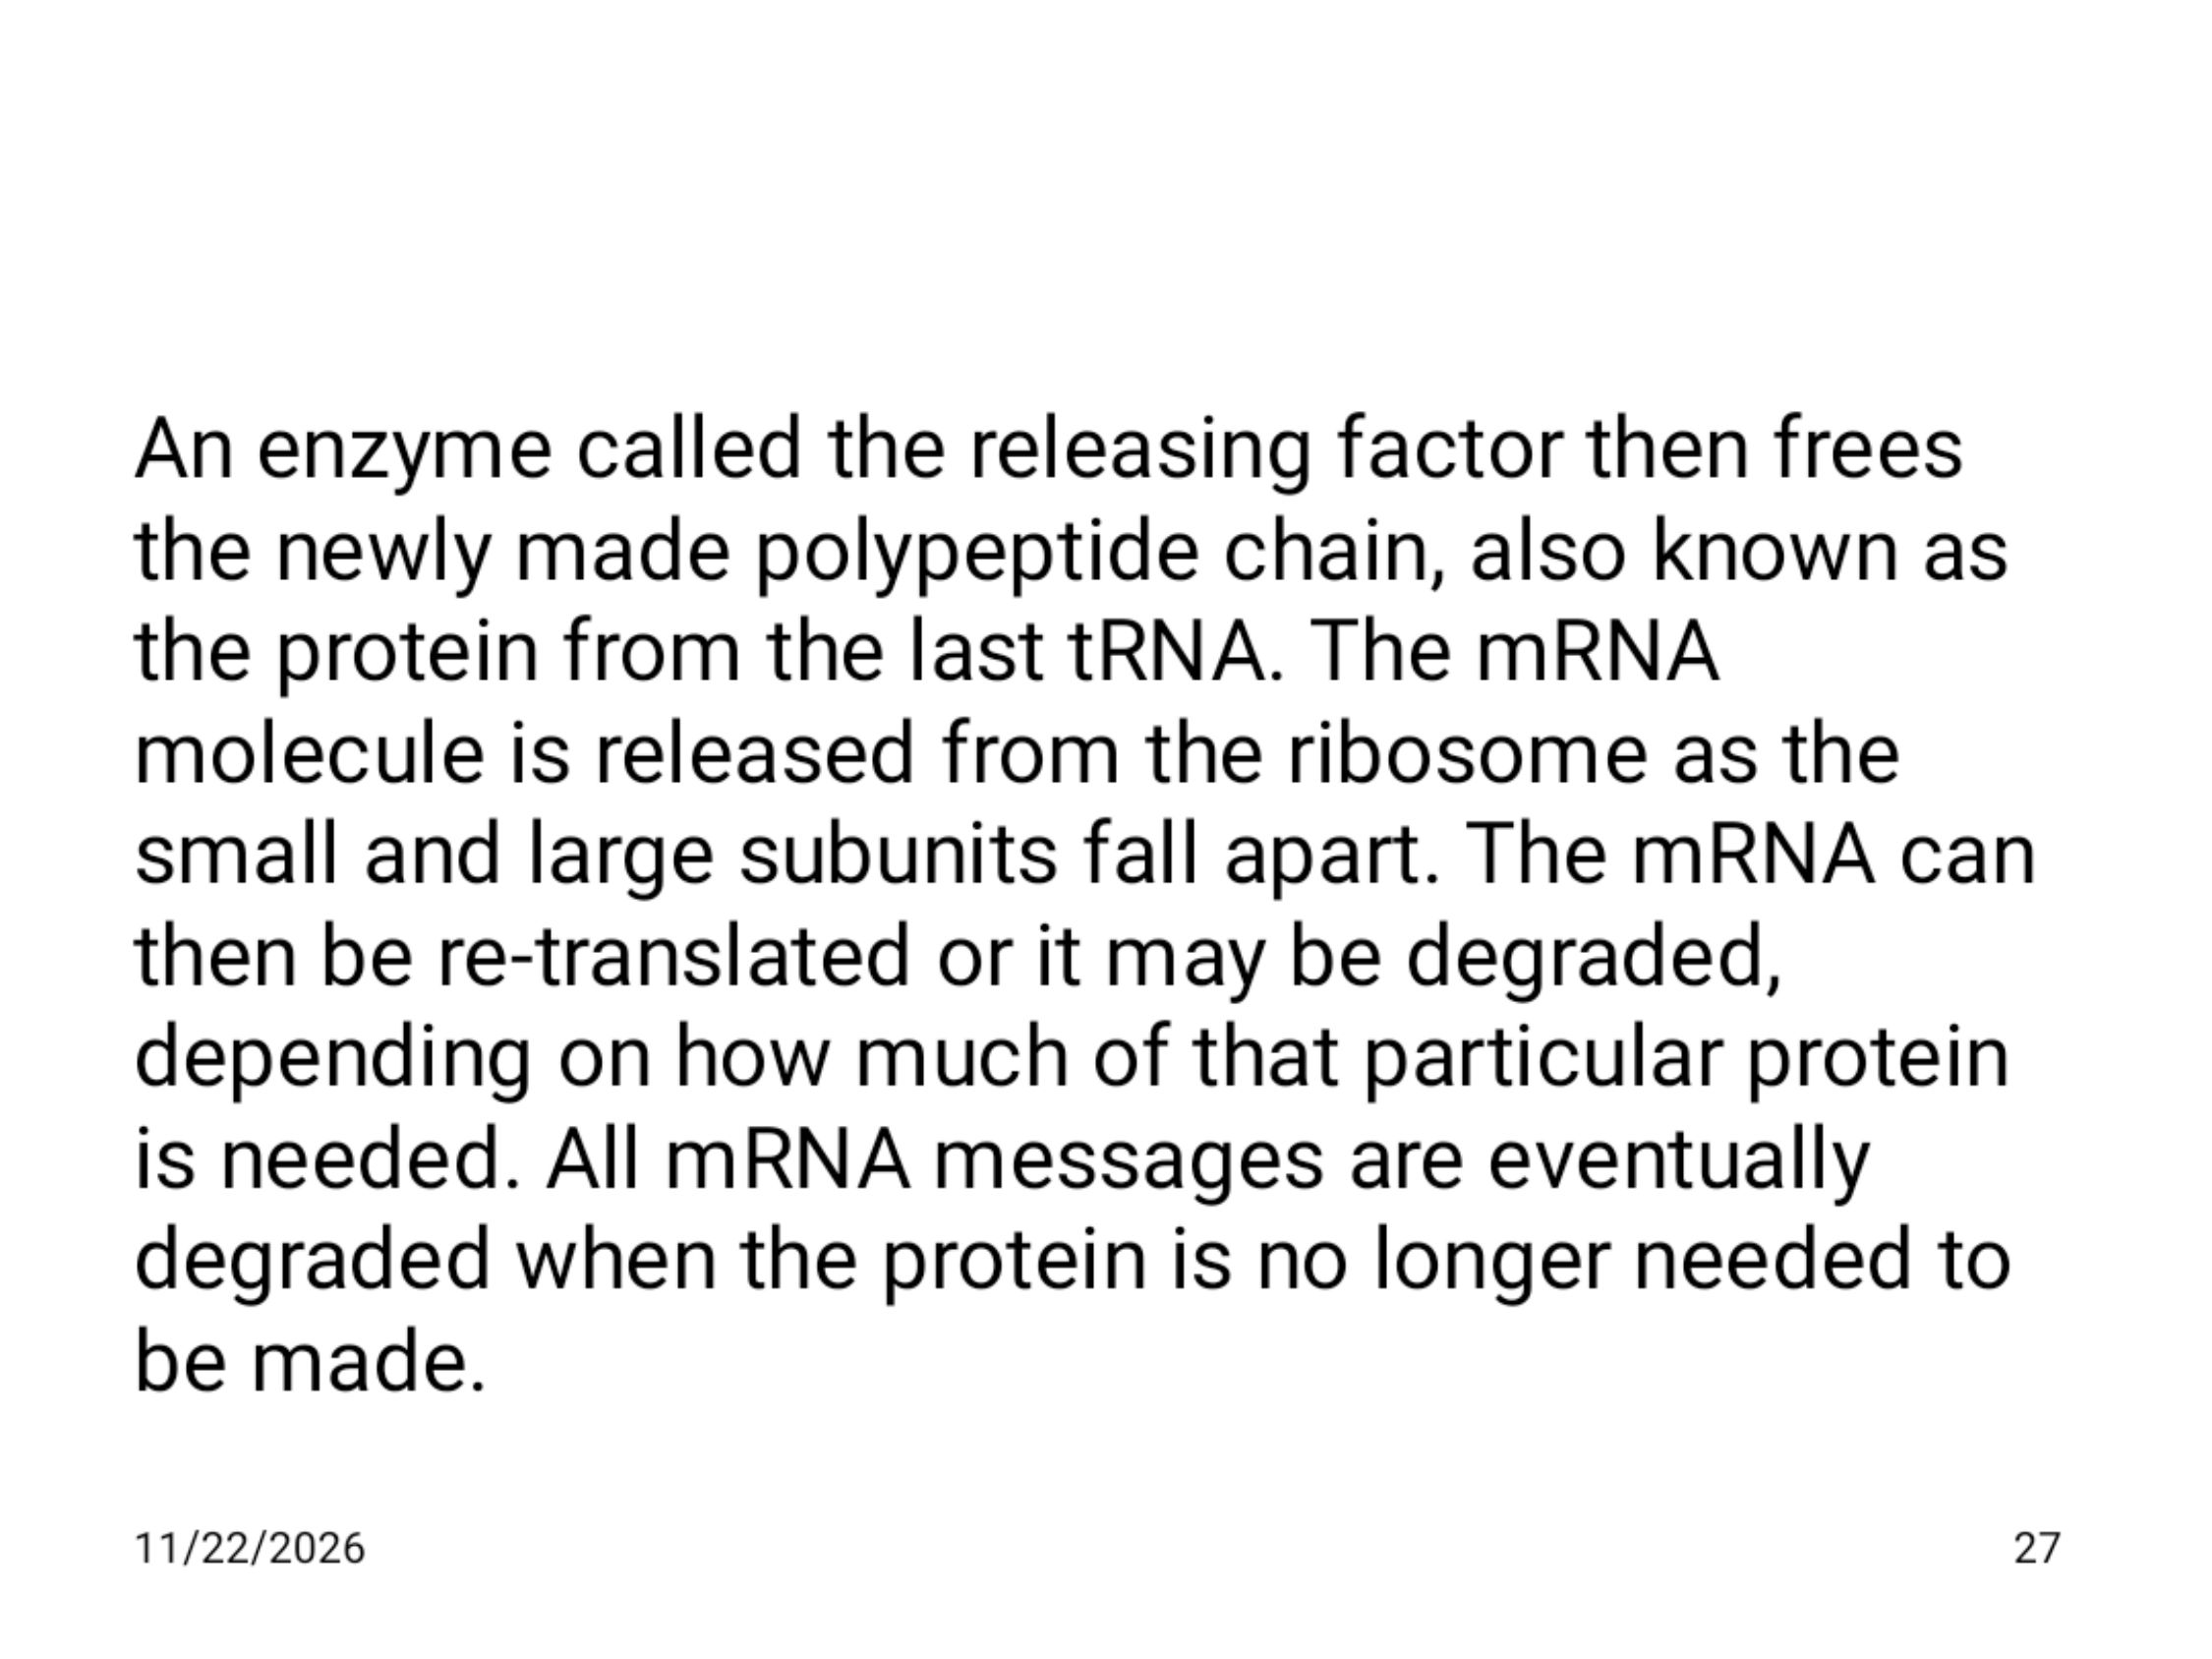 An enzyme called the releasing factor then frees
the newly made polypeptide chain, also known as
the protein from the last tRNA. The mRNA
molecule is released from the ribosome as the
small and large subunits fall apart. The mRNA can
then be re-translated or it may be degraded,
depending on how much of that particular protein
is needed. All mRNA messages are eventually
degraded when the protein is no longer needed to
be made.
11/22/2026
27